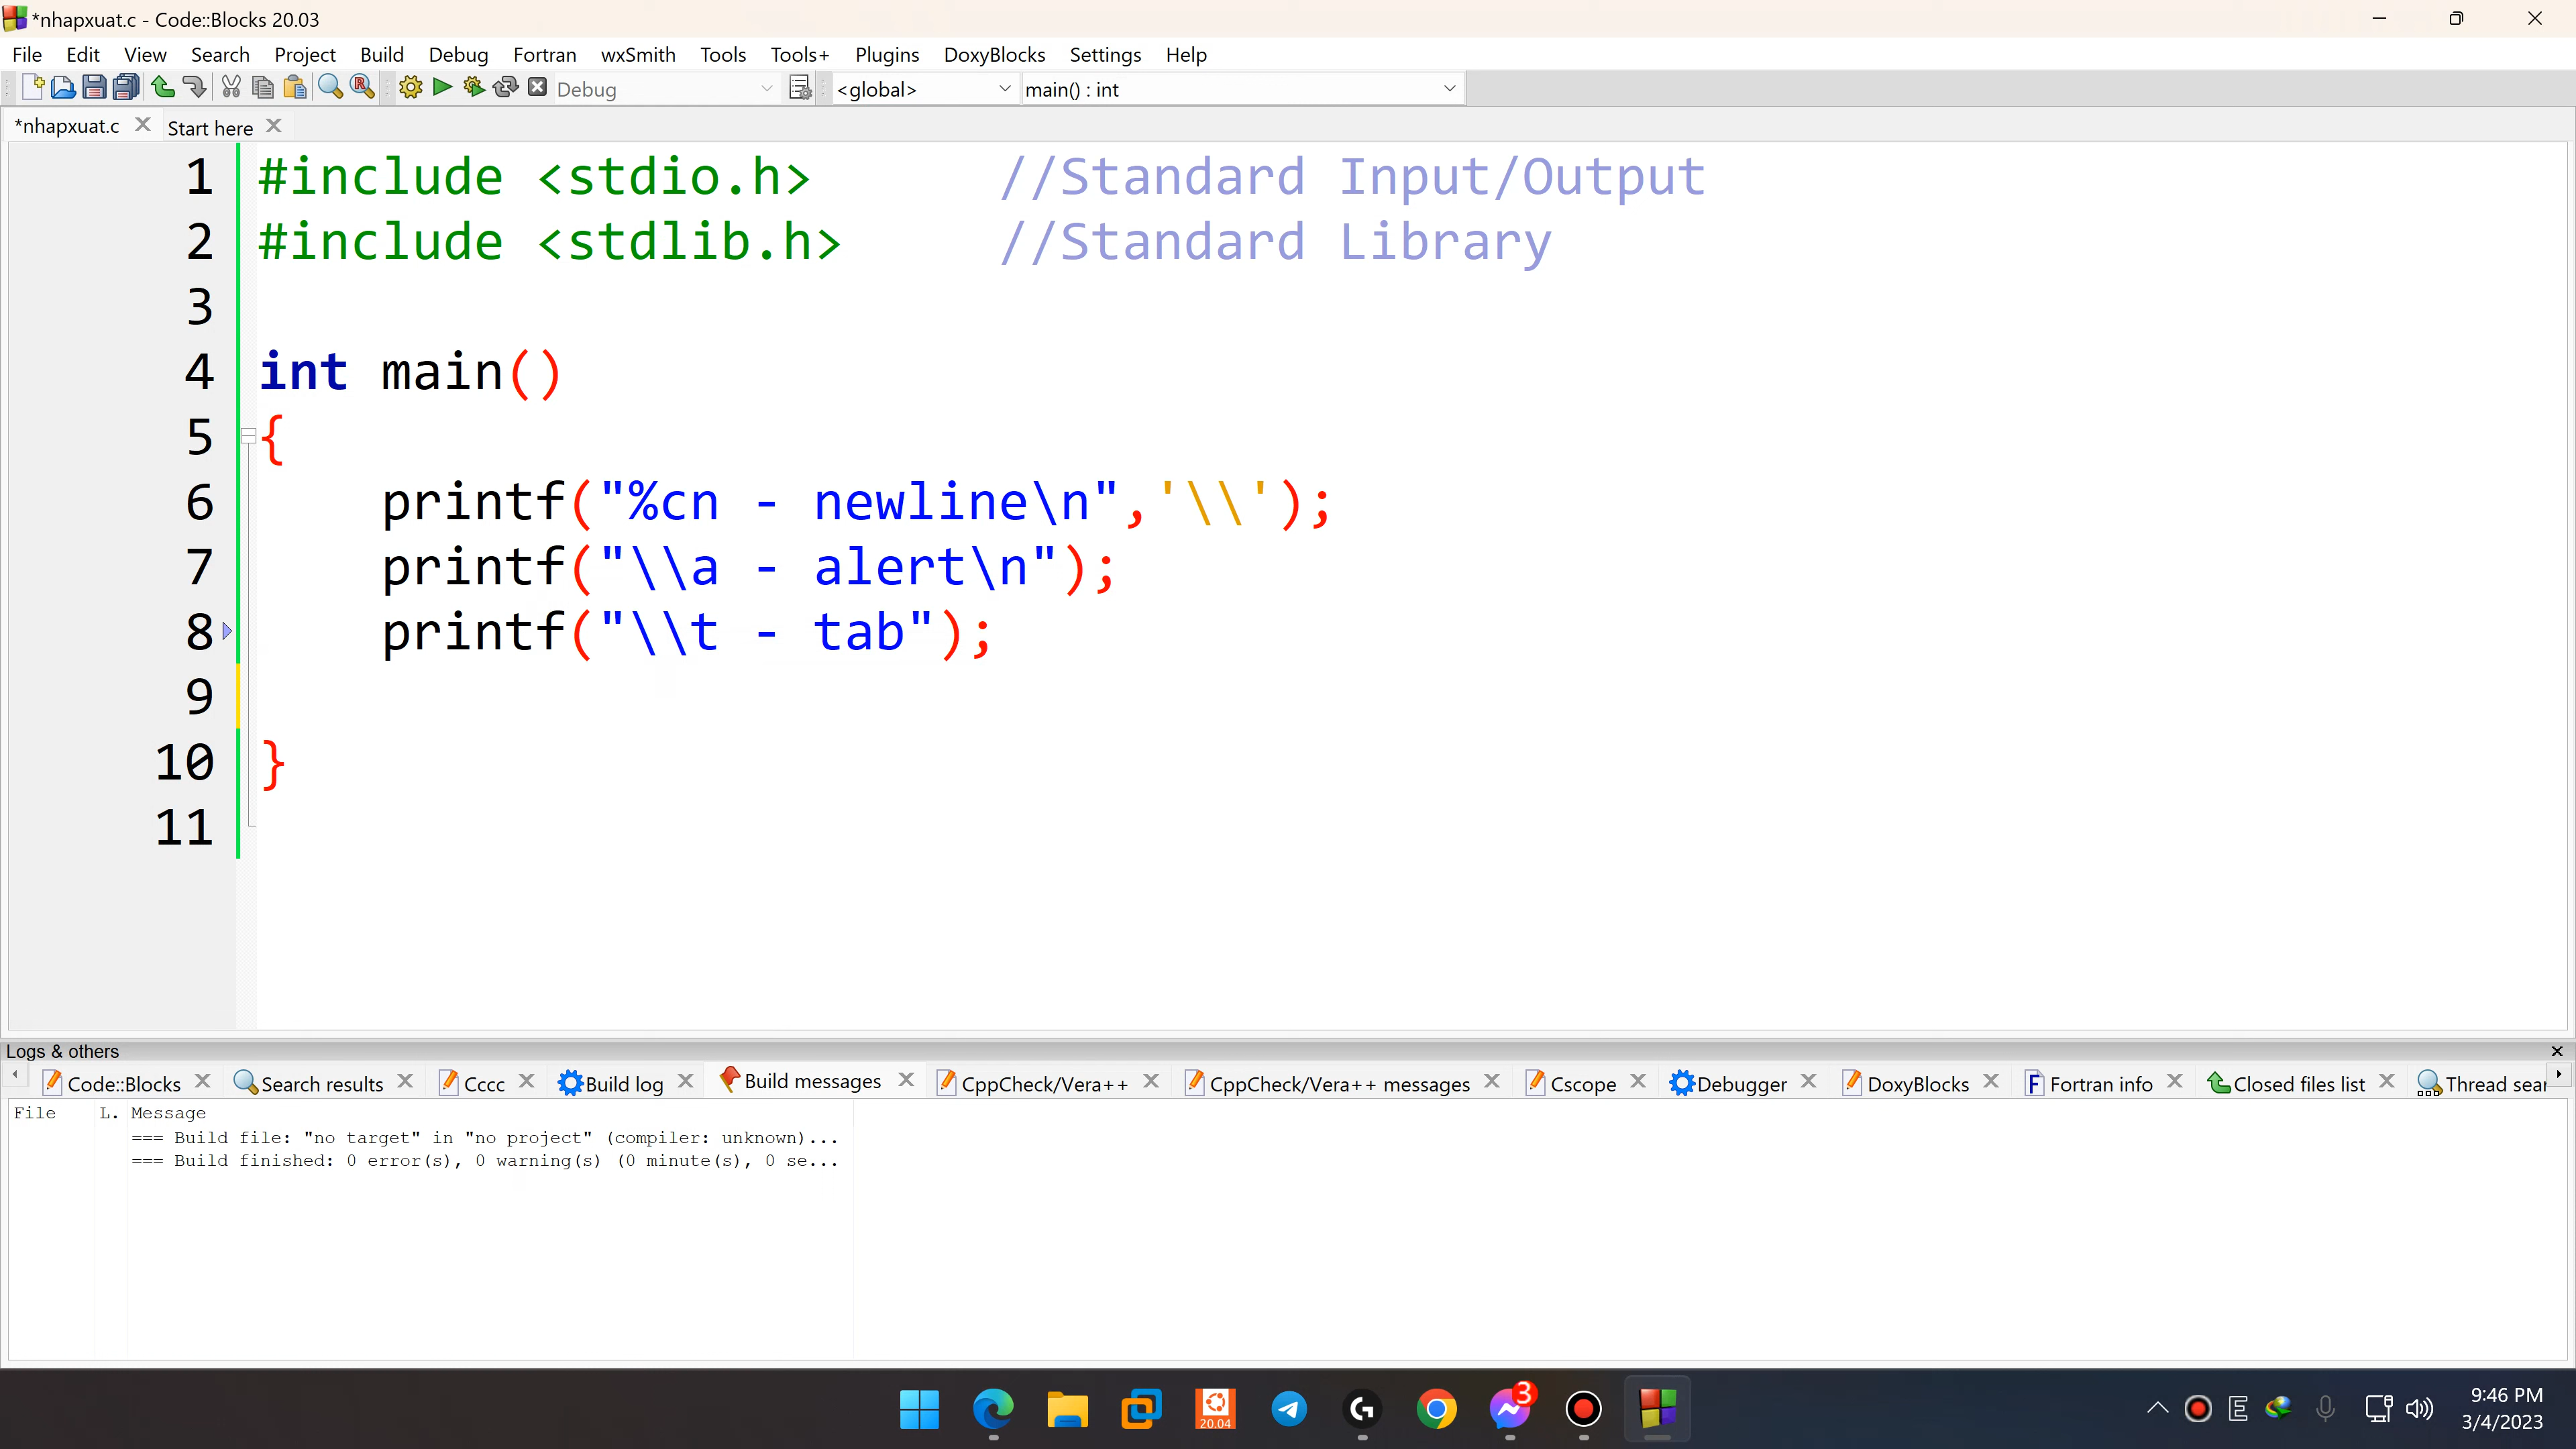 *nhapxuat.c - Code::Blocks 20.03
File Edit View Search Project Build Debug Fortran wxSmith Tools Tools+ Plugins DoxyBlocks Settings Help
Debug <global> main() : int
*nhapxuat.c Start here
1 #include <stdio.h> //Standard Input/Output
2 #include <stdlib.h> //Standard Library
3
4 int main()
5 {
6 printf("%cn - newline\n",'\\');
7 printf("\\a - alert\n");
8 printf("\\t - tab");
9
10 }
11
Logs & others
Code::Blocks Search results Cccc Build log Build messages CppCheck/Vera++ CppCheck/Vera++ messages Cscope Debugger DoxyBlocks Fortran info Closed files list Thread sear
File L. Message
=== Build file: "no target" in "no project" (compiler: unknown)...
=== Build finished: 0 error(s), 0 warning(s) (0 minute(s), 0 se...
20.04
3
E
9:46 PM
3/4/2023